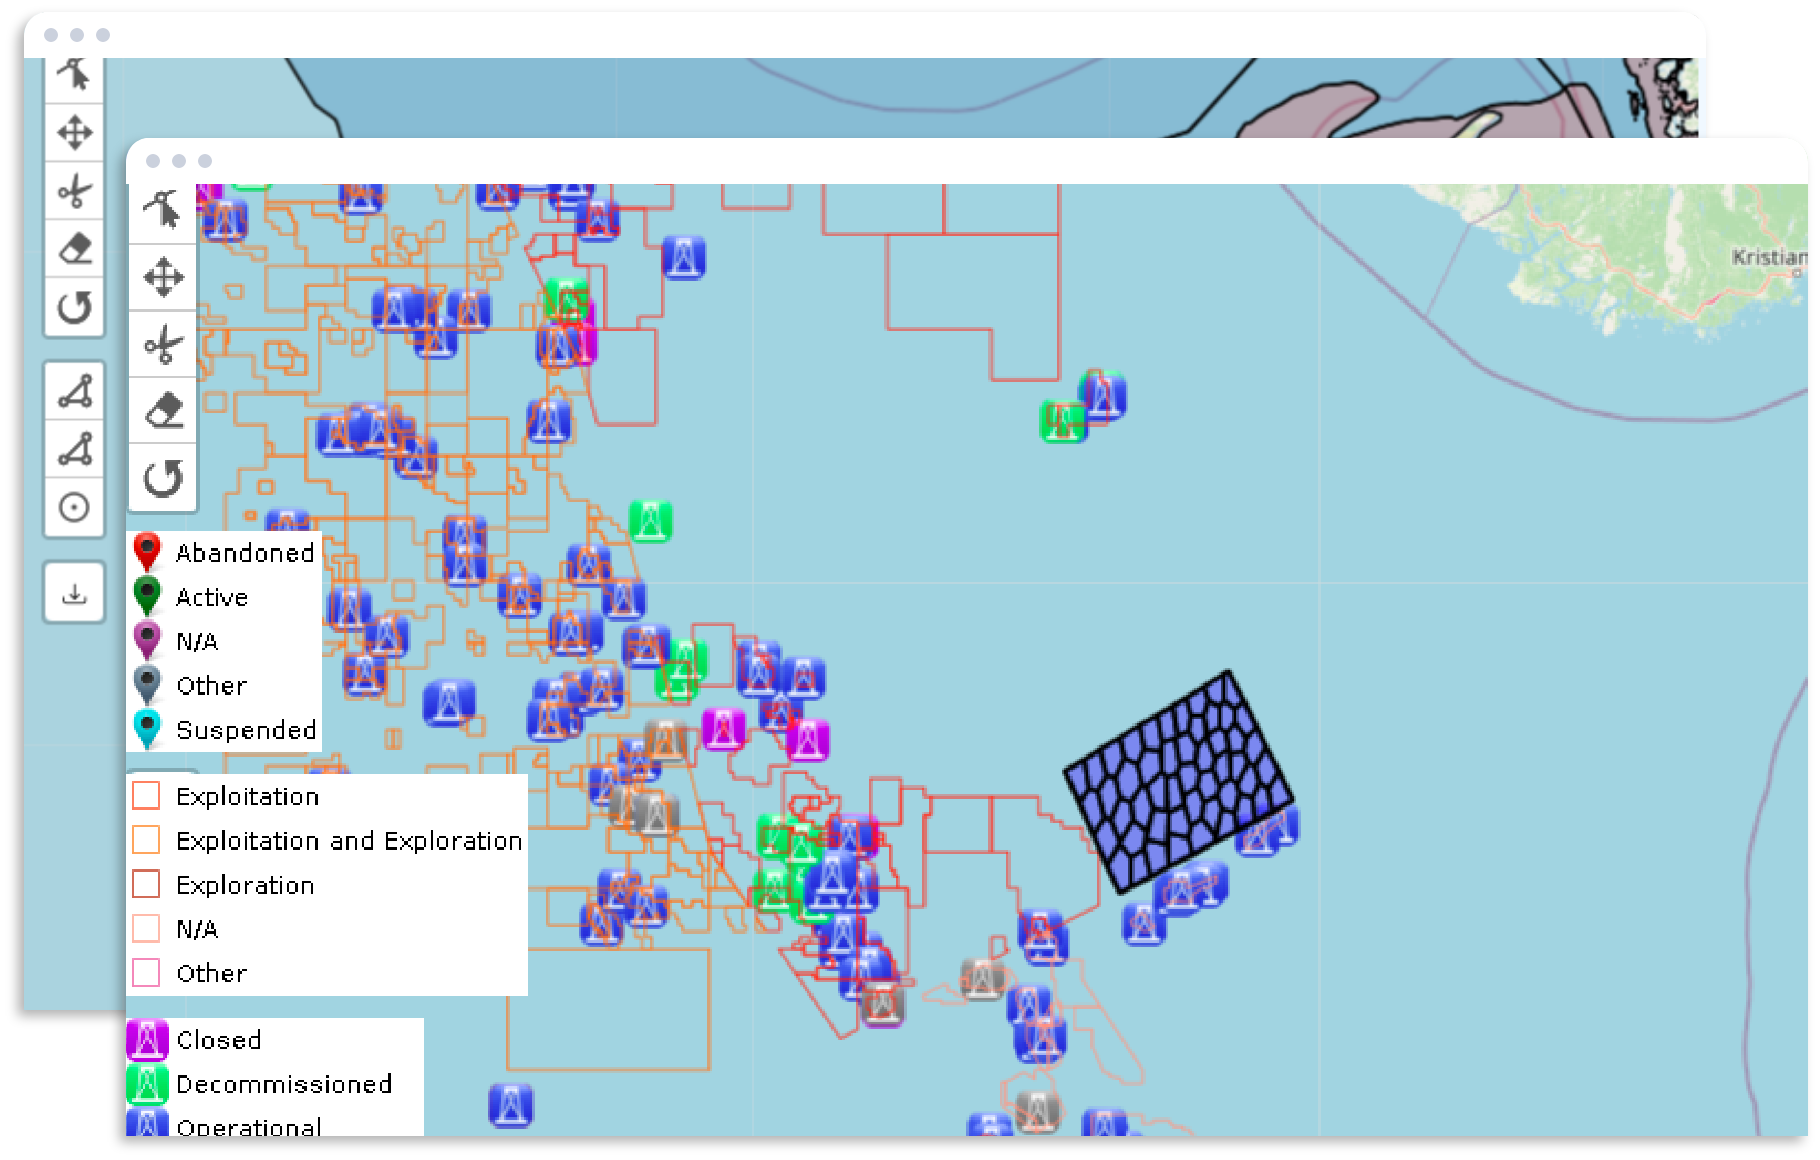 Kristian
Abandoned
Active
N/A
Other
Suspended
Exploitation
Exploitation and Exploration
Exploration
N/A
Other
Closed
Decommissioned
Operational